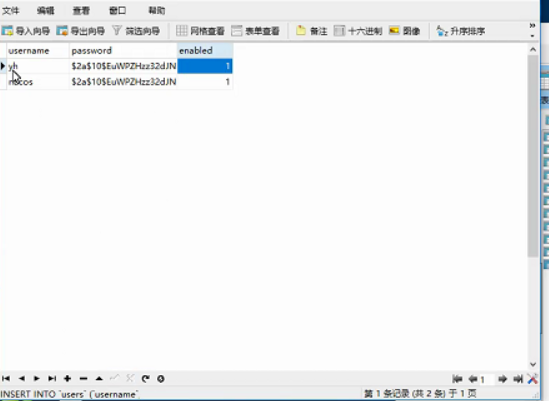 文件 编辑 查看 窗口 帮助
导入向导 导出向导 筛选向导 网格查看 表单查看 备注 十六进制 图像 升序排序 »
username password enabled
yh $2a$10$EuWPZHzz32dJN 1
$2a$10$EuWPZHzz32dJN 1
1
INSERT INTO `users` (`username` 第 1 条记录 (共 2 条) 于 1 页